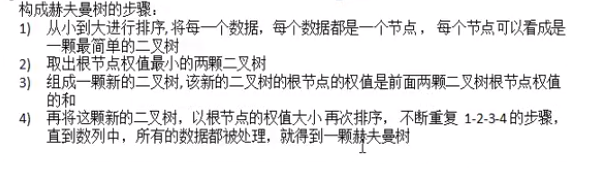 构成赫夫曼树的步骤：
1) 从小到大进行排序, 将每一个数据，每个数据都是一个节点 ， 每个节点可以看成是
一颗最简单的二叉树
2) 取出根节点权值最小的两颗二叉树
3) 组成一颗新的二叉树, 该新的二叉树的根节点的权值是前面两颗二叉树根节点权值
的和
4) 再将这颗新的二叉树，以根节点的权值大小 再次排序， 不断重复 1-2-3-4 的步骤，
直到数列中，所有的数据都被处理，就得到一颗赫夫曼树